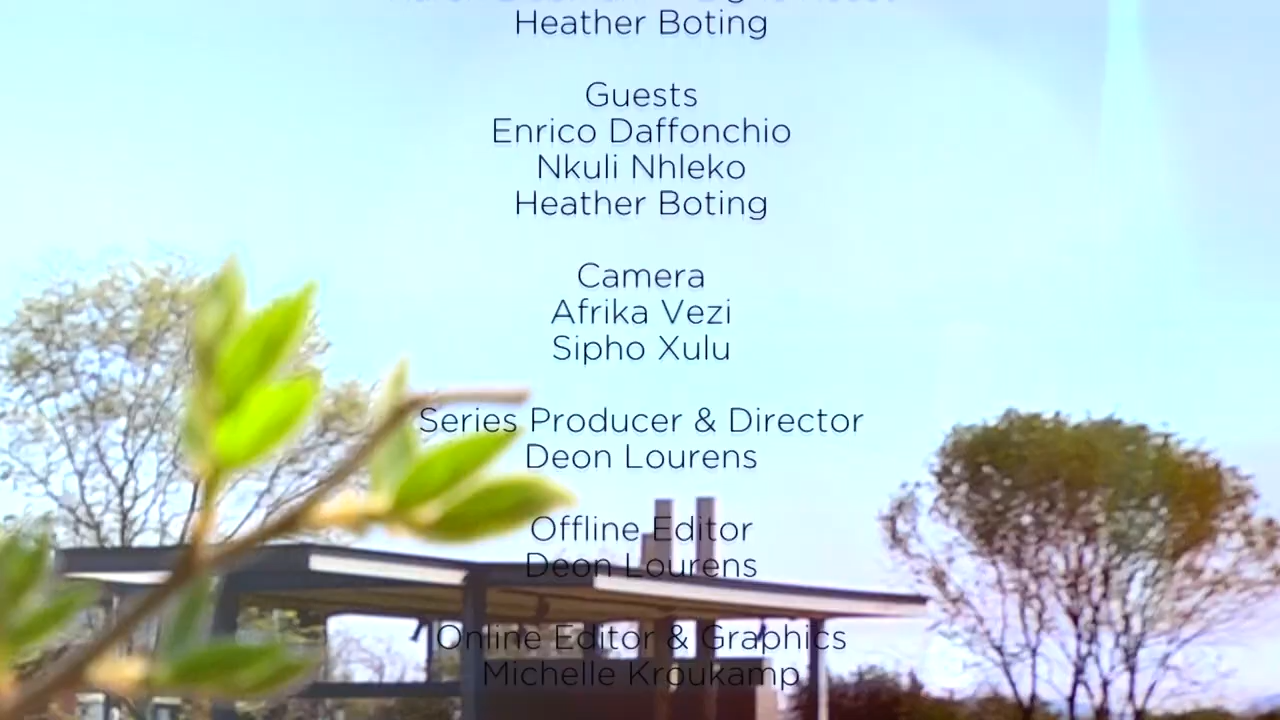 Heather Boting
Guests
Enrico Daffonchio
Nkuli Nhleko
Heather Boting
Camera
Afrika Vezi
Sipho Xulu
Series Producer & Director
Deon Lourens
Offline Editor
Deon Lourens
Online Editor & Graphics
Michelle Kroukamp